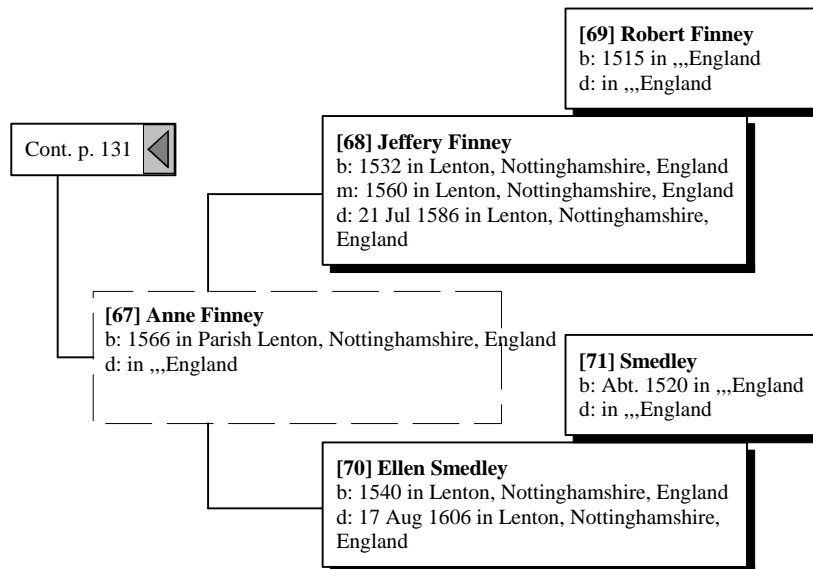 [69] Robert Finney
b: 1515 in ,,,England
d: in ,,,England
Cont. p. 131
[68] Jeffery Finney
b: 1532 in Lenton, Nottinghamshire, England
m: 1560 in Lenton, Nottinghamshire, England
d: 21 Jul 1586 in Lenton, Nottinghamshire,
England
[67] Anne Finney
b: 1566 in Parish Lenton, Nottinghamshire, England
d: in ,,,England
[71] Smedley
b: Abt. 1520 in ,,,England
d: in ,,,England
[70] Ellen Smedley
b: 1540 in Lenton, Nottinghamshire, England
d: 17 Aug 1606 in Lenton, Nottinghamshire,
England